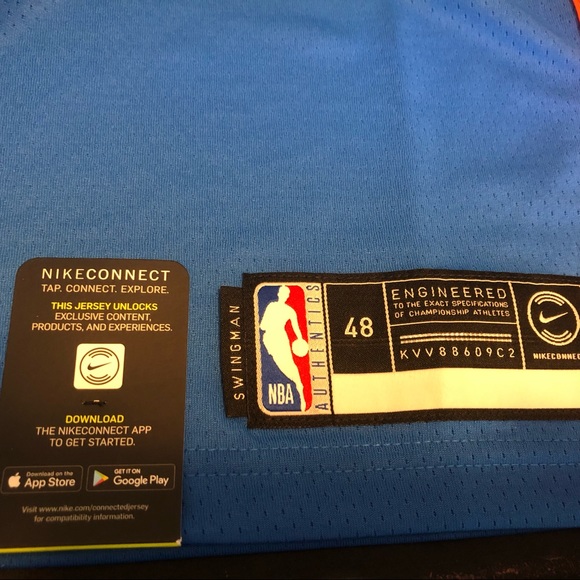 NIKECONNECT
TAP. CONNECT. EXPLORE.
THIS JERSEY UNLOCKS
EXCLUSIVE CONTENT,
PRODUCTS, AND EXPERIENCES.
DOWNLOAD
THE NIKECONNECT APP
TO GET STARTED.
Download on the
App Store
GET IT ON
Google Play
Visit www.nike.com/connectedjersey
for compatibility information.
SWINGMAN
NBA
AUTHENTICS
48
ENGINEERED
TO THE EXACT SPECIFICATIONS
OF CHAMPIONSHIP ATHLETES
KVV88609C2
NIKECONNEC